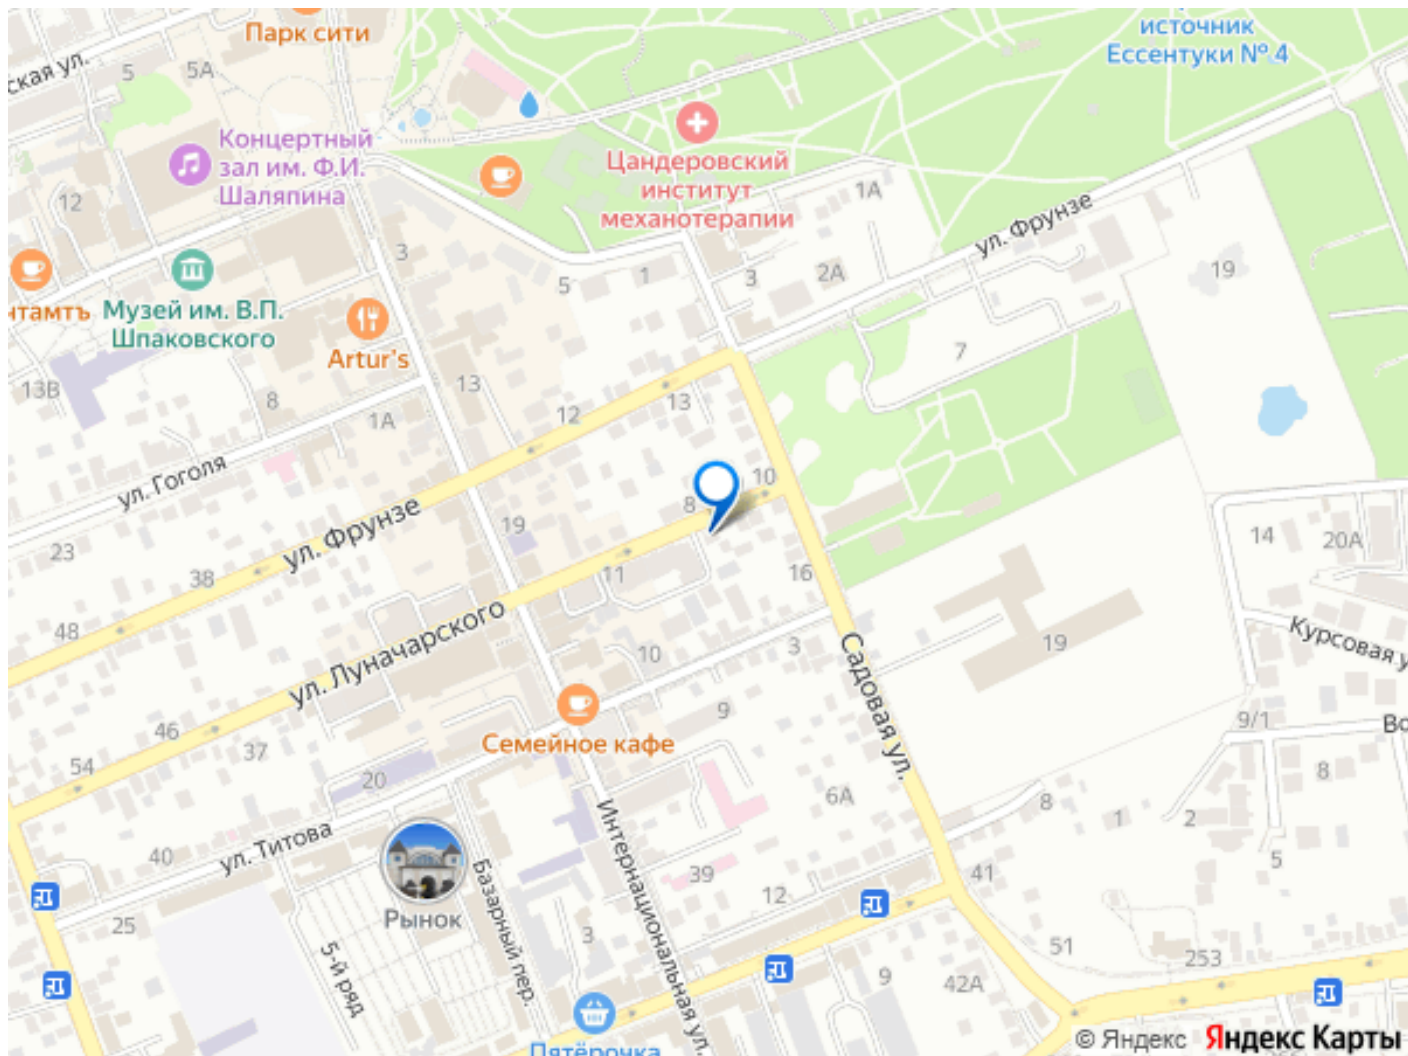 Парк сити
источник
Ессентуки № 4
ская ул.
5
5А
Концертный
зал им. Ф.И.
Шаляпина
Цандеровский
институт
механотерапии
1А
12
ул. Фрунзе
3
5
1
3
2А
19
нтамтъ
Музей им. В.П.
Шпаковского
Artur's
7
13В
8
13
12
13
1А
ул. Гоголя
10
8
ул. Фрунзе
19
23
14
20А
38
11
16
48
ул. Луначарского
10
3
19
Курсовая у
Садовая ул.
9
9/1
Во
46
37
Семейное кафе
54
20
8
6А
8
1
2
Интернациональная ул.
ул. Титова
40
5
39
41
12
Базарный пер.
Рынок
25
3
5-й ряд
51
253
9
42А
Пятёрочка
© Яндекс Яндекс Карты